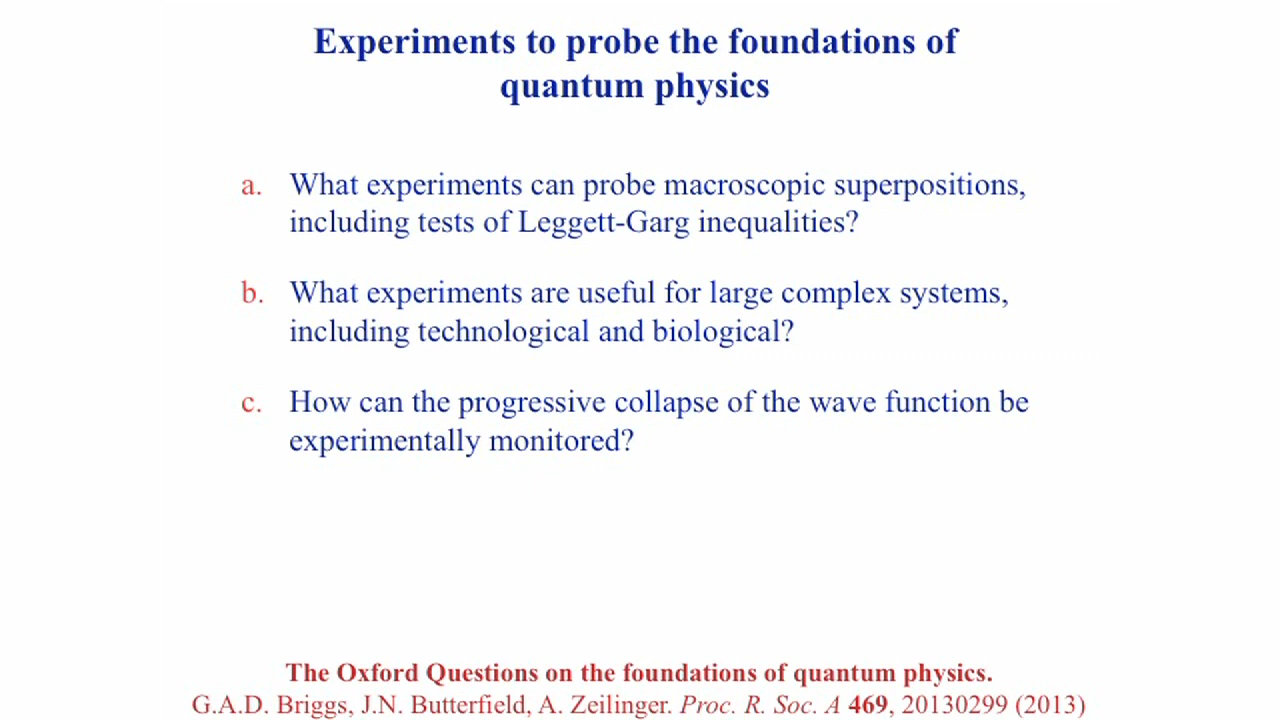 Experiments to probe the foundations of
quantum physics
a. What experiments can probe macroscopic superpositions,
including tests of Leggett-Garg inequalities?
b. What experiments are useful for large complex systems,
including technological and biological?
c. How can the progressive collapse of the wave function be
experimentally monitored?
The Oxford Questions on the foundations of quantum physics.
G.A.D. Briggs, J.N. Butterfield, A. Zeilinger. Proc. R. Soc. A 469, 20130299 (2013)